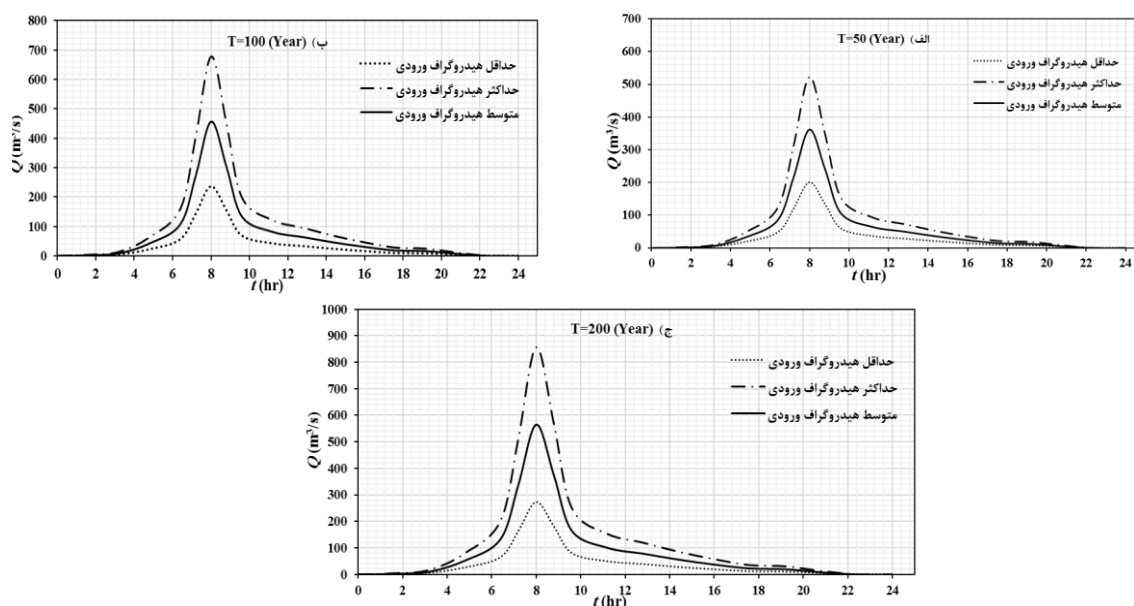 800
700
600
500
400
300
200
100
0
Q (m³/s)
T=100 (Year) (ب
حداقل هیدروگراف ورودی
حداکثر هیدروگراف ورودی
متوسط هیدروگراف ورودی
0 2 4 6 8 10 12 14 16 18 20 22 24
t (hr)
700
600
500
400
300
200
100
0
Q (m³/s)
T=50 (Year) (الف
حداقل هیدروگراف ورودی
حداکثر هیدروگراف ورودی
متوسط هیدروگراف ورودی
0 2 4 6 8 10 12 14 16 18 20 22 24
t (hr)
1000
900
800
700
600
500
400
300
200
100
0
Q (m³/s)
T=200 (Year) (ج
حداقل هیدروگراف ورودی
حداکثر هیدروگراف ورودی
متوسط هیدروگراف ورودی
0 2 4 6 8 10 12 14 16 18 20 22 24
t (hr)